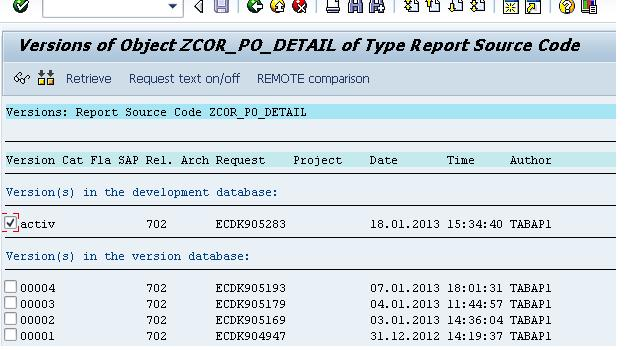 Versions of Object ZCOR_PO_DETAIL of Type Report Source Code
Retrieve Request text on/off REMOTE comparison
Versions: Report Source Code ZCOR_PO_DETAIL
Version Cat Fla SAP Rel. Arch Request Project Date Time Author
Version(s) in the development database:
activ 702 ECDK905283 18.01.2013 15:34:40 TABAP1
Version(s) in the version database:
00004 702 ECDK905193 07.01.2013 18:01:31 TABAP1
00003 702 ECDK905179 04.01.2013 11:44:57 TABAP1
00002 702 ECDK905169 03.01.2013 14:36:04 TABAP1
00001 702 ECDK904947 31.12.2012 14:19:37 TABAP1